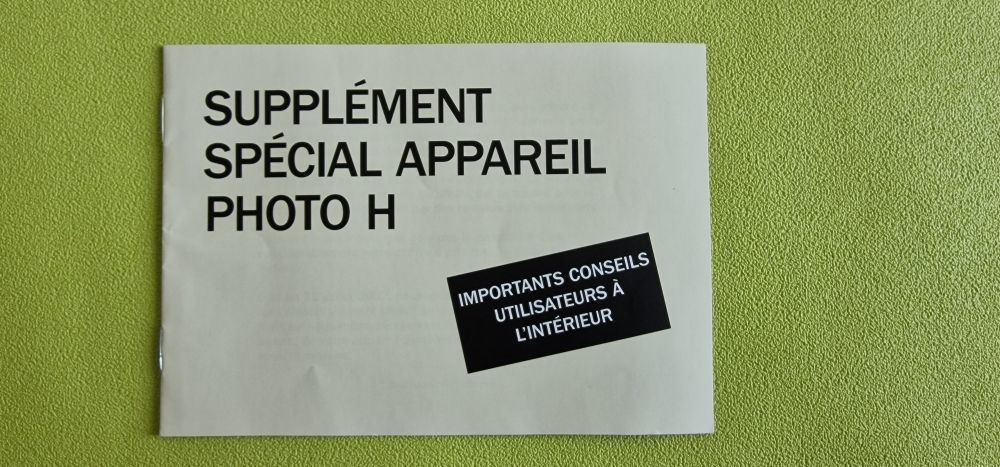 SUPPLÉMENT
SPÉCIAL APPAREIL
PHOTO H
IMPORTANTS CONSEILS
UTILISATEURS À
L'INTÉRIEUR